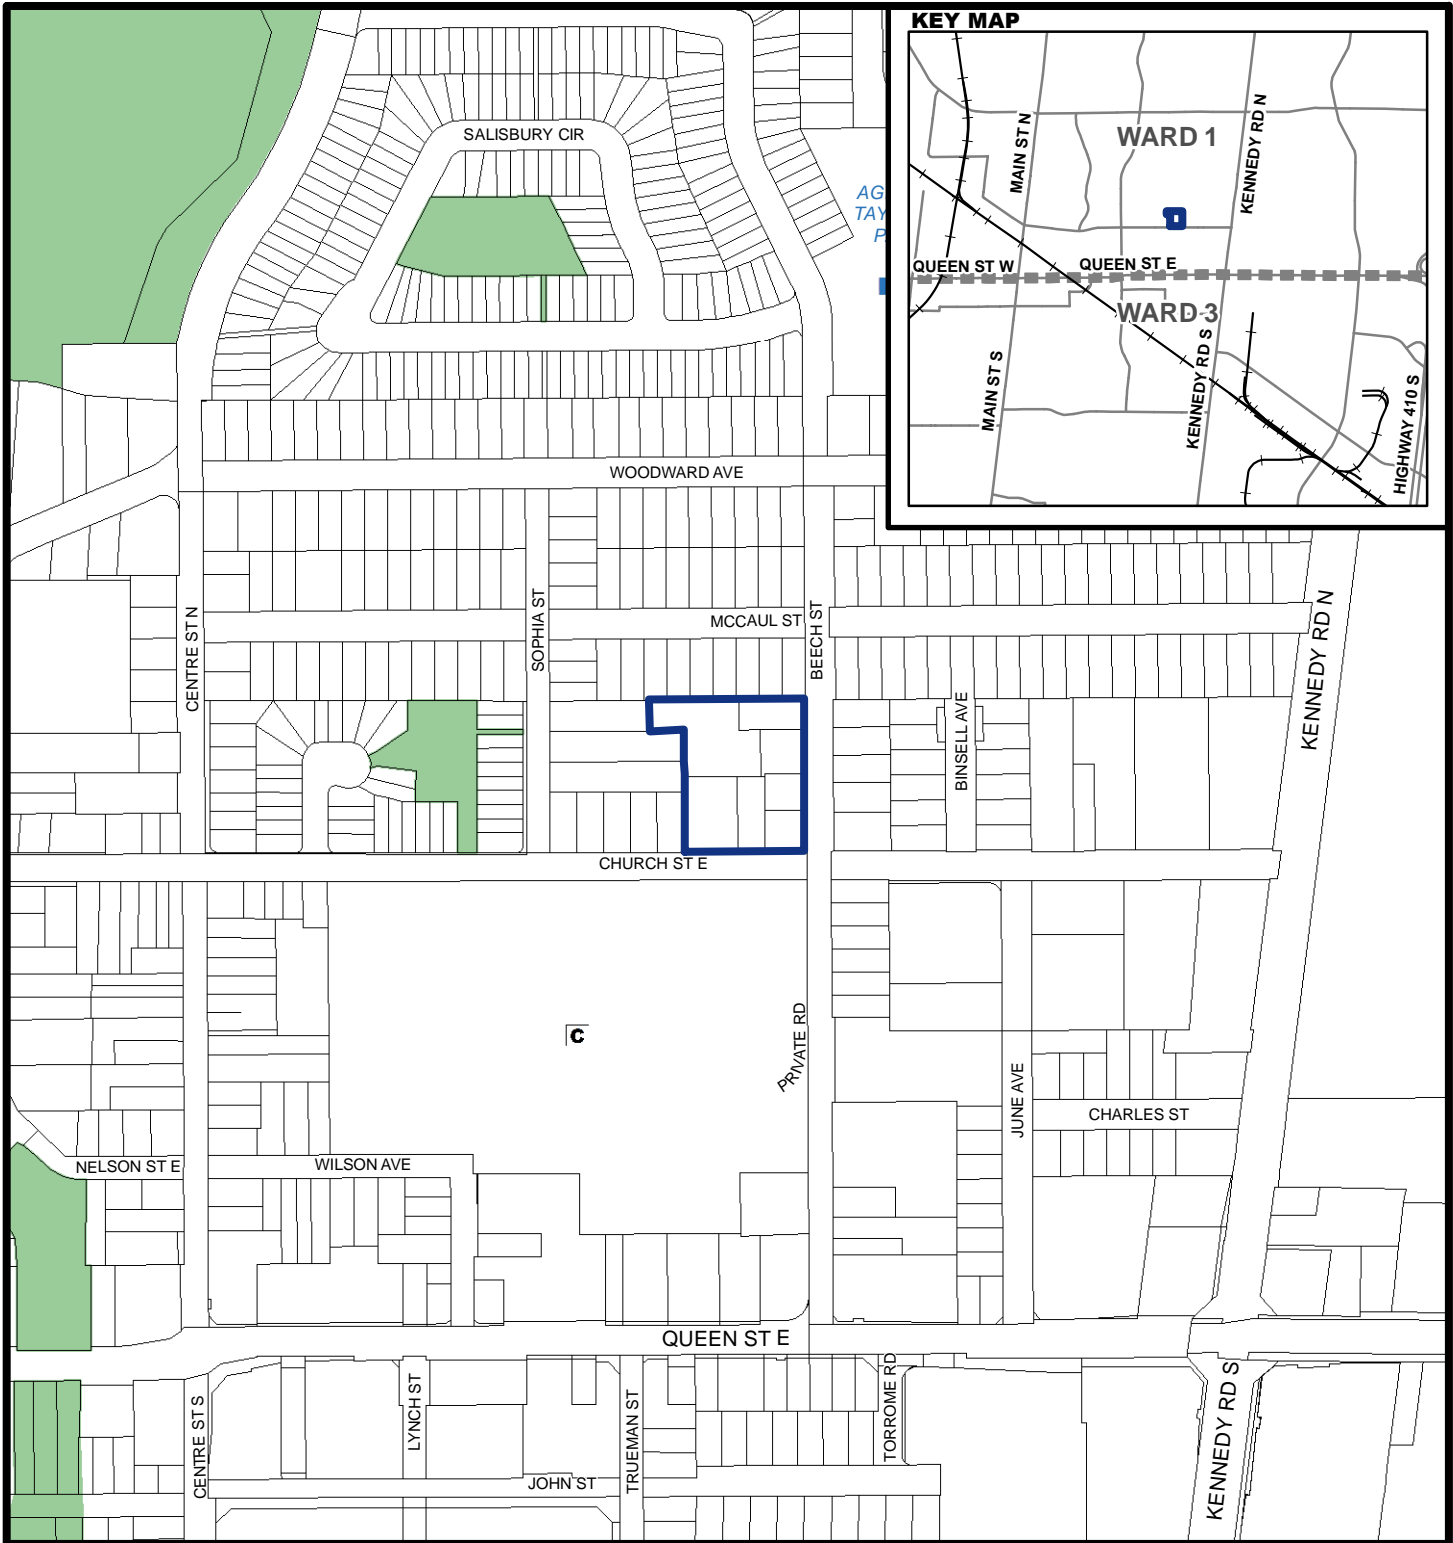 KEY MAP
WARD 1
MAIN ST N
KENNEDY RD N
QUEEN ST W
QUEEN ST E
WARD 3
MAIN ST S
KENNEDY RD S
HIGHWAY 410 S
SALISBURY CIR
AG
TAY
P
WOODWARD AVE
CENTRE ST N
SOPHIA ST
MCCAUL ST
BEECH ST
KENNEDY RD N
BINSELL AVE
CHURCH ST E
C
PRIVATE RD
JUNE AVE
CHARLES ST
NELSON ST E
WILSON AVE
QUEEN ST E
CENTRE ST S
LYNCH ST
TRUEMAN ST
TORROME RD
KENNEDY RD S
JOHN ST